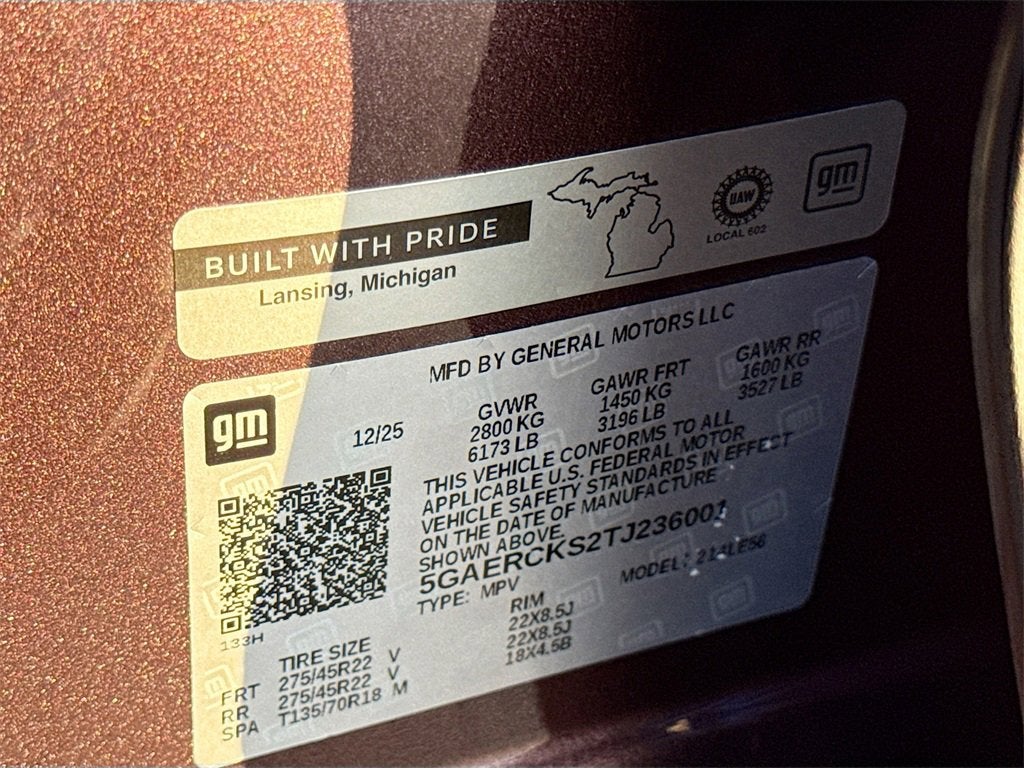 BUILT WITH PRIDE
Lansing, Michigan
UAW
LOCAL 602
gm
MFD BY GENERAL MOTORS LLC
gm
12/25
GVWR
2800 KG
6173 LB
GAWR FRT
1450 KG
3196 LB
GAWR RR
1600 KG
3527 LB
THIS VEHICLE CONFORMS TO ALL
APPLICABLE U.S. FEDERAL MOTOR
VEHICLE SAFETY STANDARDS IN EFFECT
ON THE DATE OF MANUFACTURE
SHOWN ABOVE.
5GAERCKS2TJ236001
TYPE: MPV
MODEL:
133H
TIRE SIZE RIM
FRT 275/45R22 V 22X8.5J
RR 275/45R22 V 22X8.5J
SPA T135/70R18 M 18X4.5B